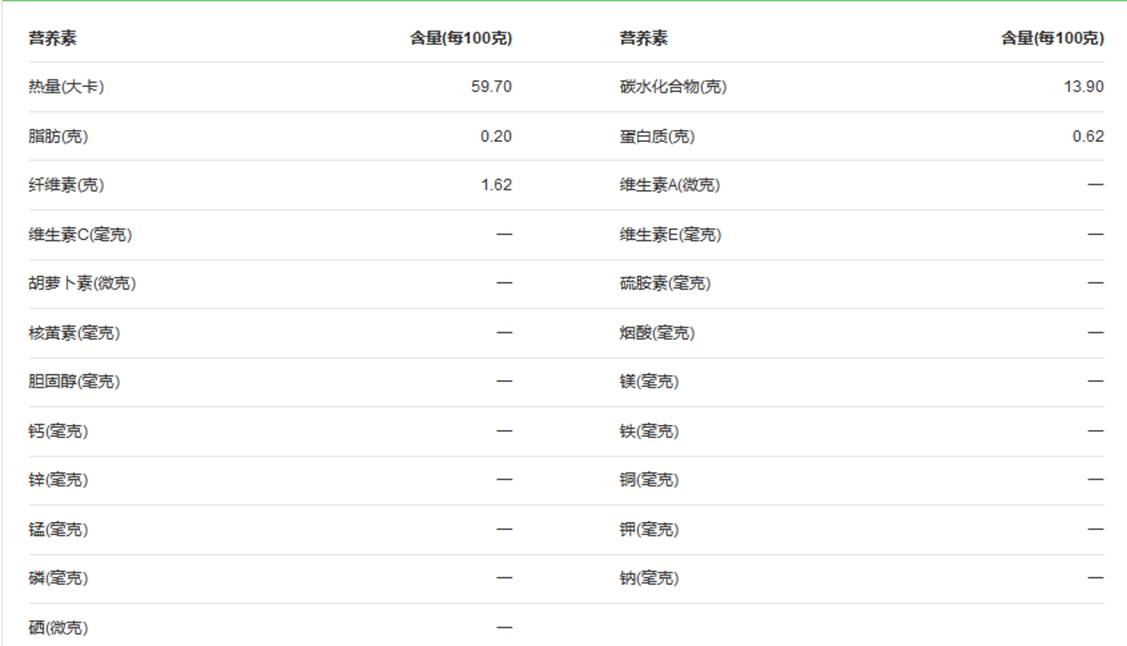 营养素 含量(每100克) 营养素 含量(每100克)
热量(大卡) 59.70 碳水化合物(克) 13.90
脂肪(克) 0.20 蛋白质(克) 0.62
纤维素(克) 1.62 维生素A(微克) —
维生素C(毫克) — 维生素E(毫克) —
胡萝卜素(微克) — 硫胺素(毫克) —
核黄素(毫克) — 烟酸(毫克) —
胆固醇(毫克) — 镁(毫克) —
钙(毫克) — 铁(毫克) —
锌(毫克) — 铜(毫克) —
锰(毫克) — 钾(毫克) —
磷(毫克) — 钠(毫克) —
硒(微克) —